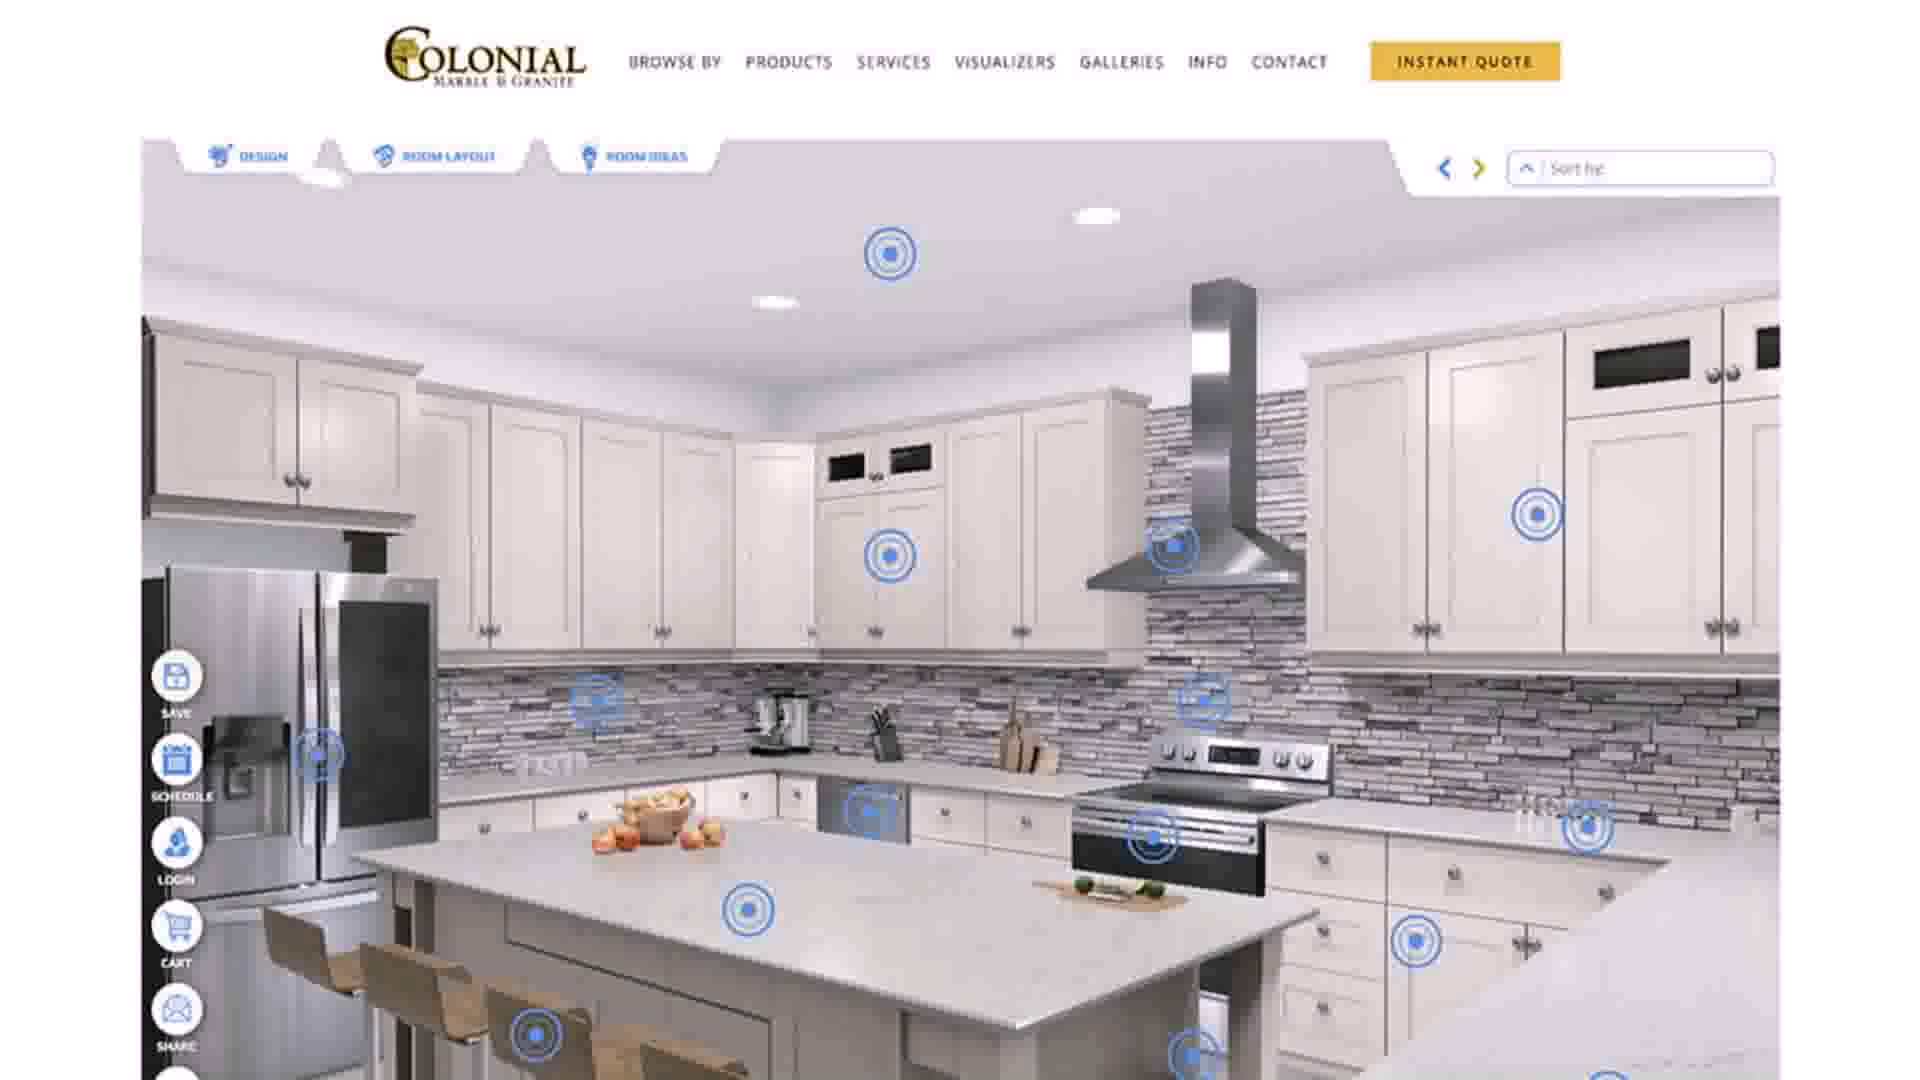 COLONIAL
MARBLE & GRANITE
BROWSE BY PRODUCTS SERVICES VISUALIZERS GALLERIES INFO CONTACT INSTANT QUOTE
DESIGN ROOM LAYOUT ROOM IDEAS
Sort by:
SAVE
SCHEDULE
LOGIN
CART
SHARE